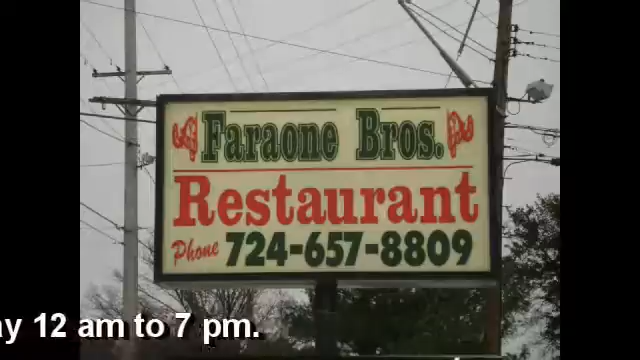 Faraone Bros.
Restaurant
Phone 724-657-8809
12 am to 7 pm.